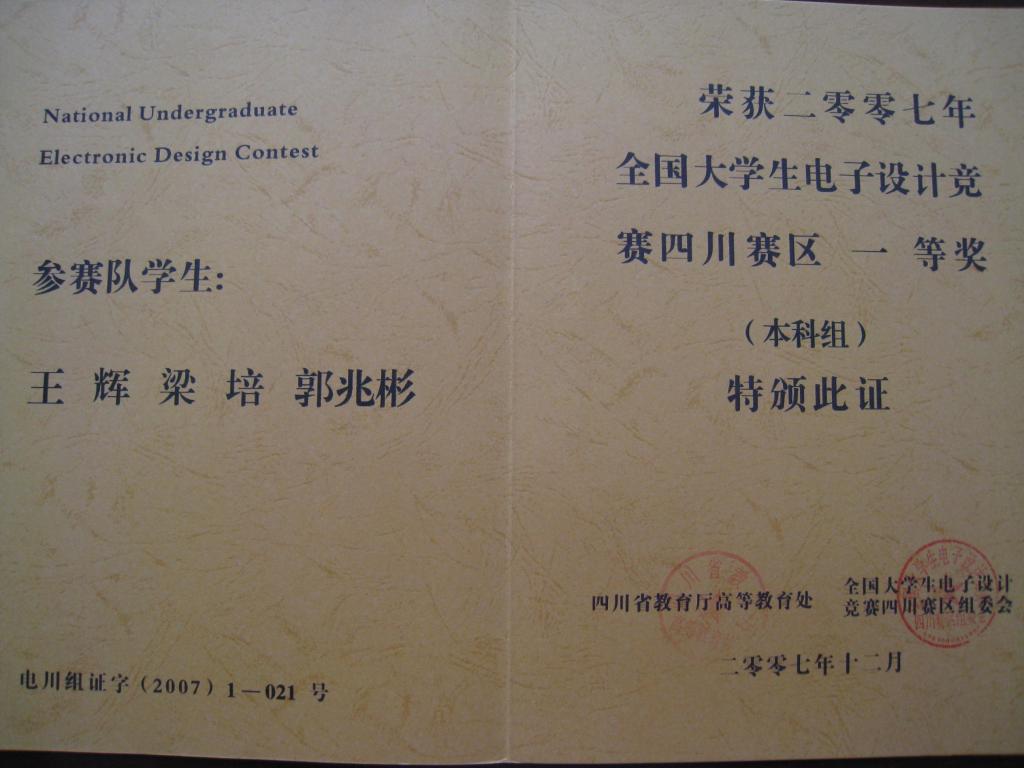 National Undergraduate
Electronic Design Contest
参赛队学生:
王 辉 梁 培 郭兆彬
电川组证字(2007)1—021 号
荣获二零零七年
全国大学生电子设计竞
赛四川赛区 一 等奖
(本科组)
特颁此证
四川省教育厅高等教育处
全国大学生电子设计
竞赛四川赛区组委会
二零零七年十二月